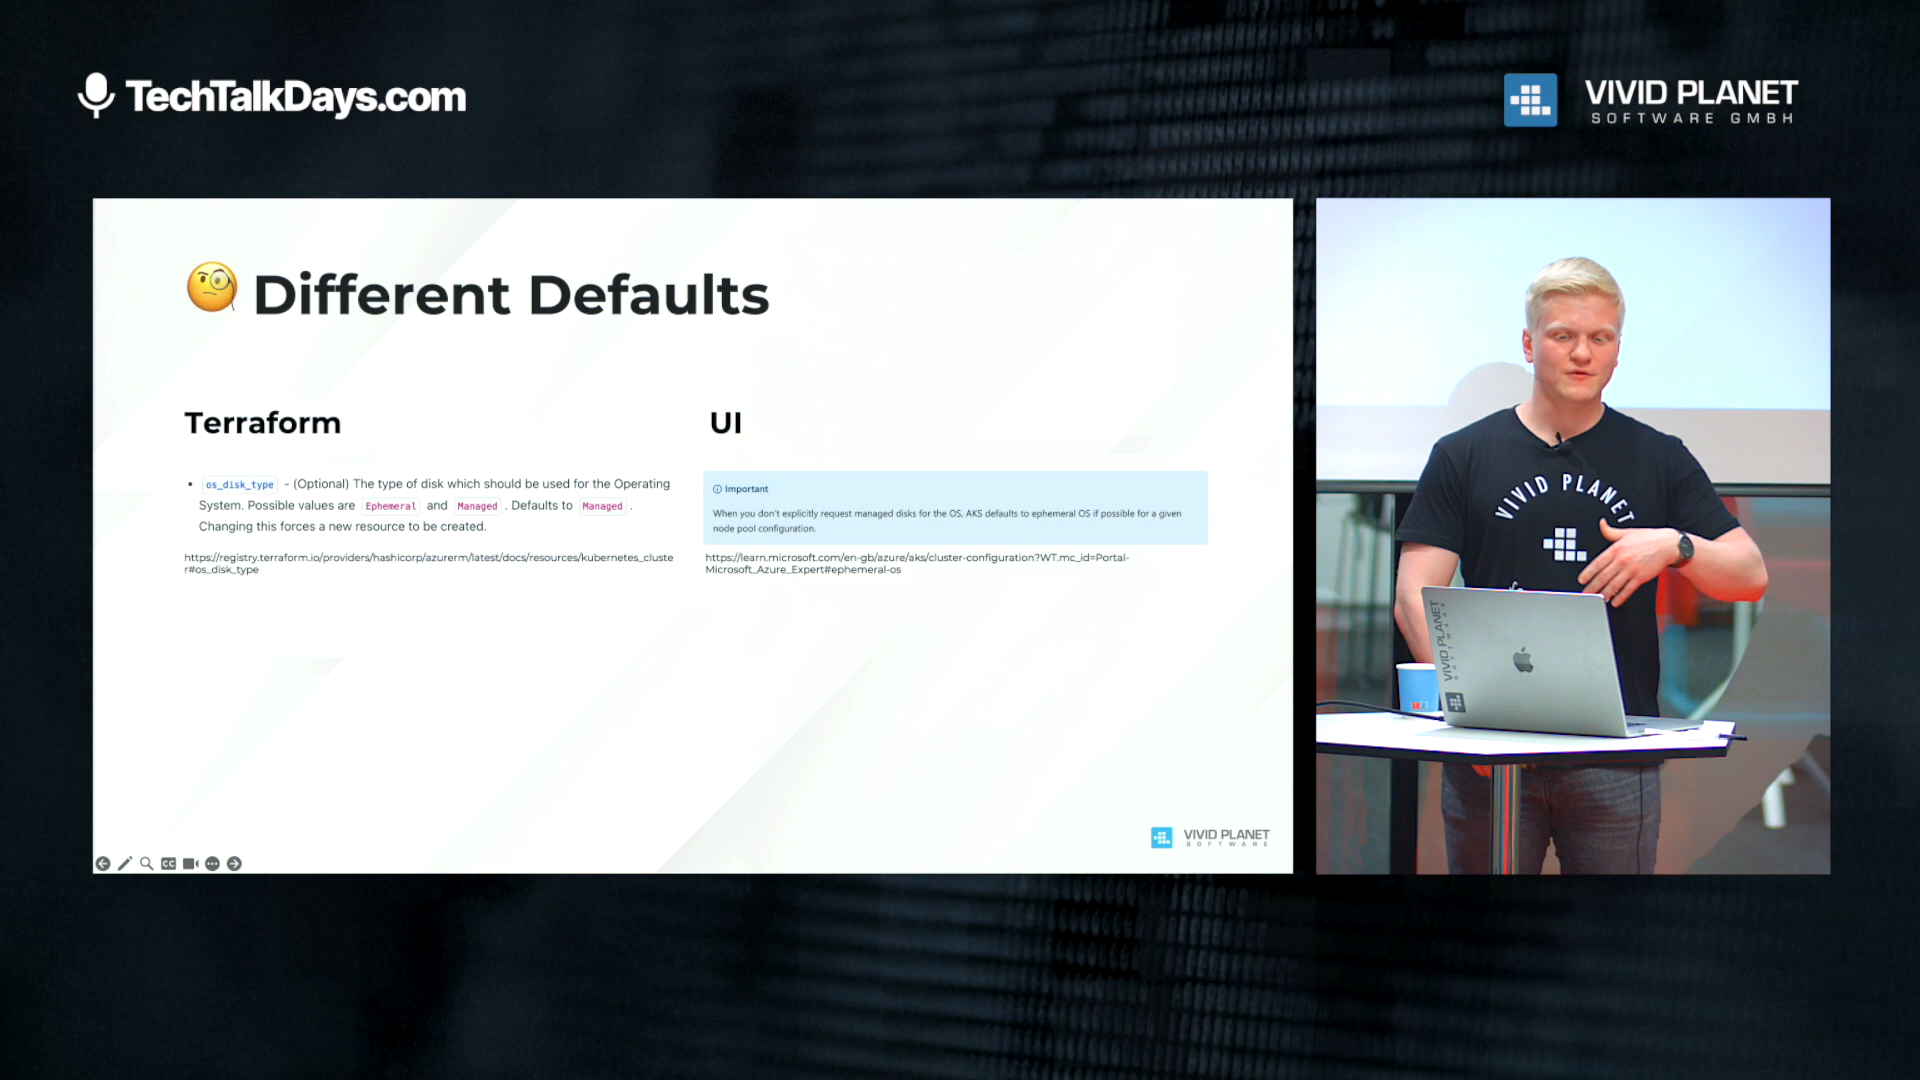 TechTalkDays.com
VIVID PLANET
SOFTWARE GMBH
Different Defaults
Terraform
os_disk_type - (Optional) The type of disk which should be used for the Operating
System. Possible values are Ephemeral and Managed . Defaults to Managed .
Changing this forces a new resource to be created.
https://registry.terraform.io/providers/hashicorp/azurerm/latest/docs/resources/kubernetes_cluste
r#os_disk_type
UI
Important
When you don't explicitly request managed disks for the OS, AKS defaults to ephemeral OS if possible for a given
node pool configuration.
https://learn.microsoft.com/en-gb/azure/aks/cluster-configuration?WT.mc_id=Portal-
Microsoft_Azure_Expert#ephemeral-os
CC
VIVID PLANET
SOFTWARE
VIVID PLANET
VIVID PLANET
SOFTWARE